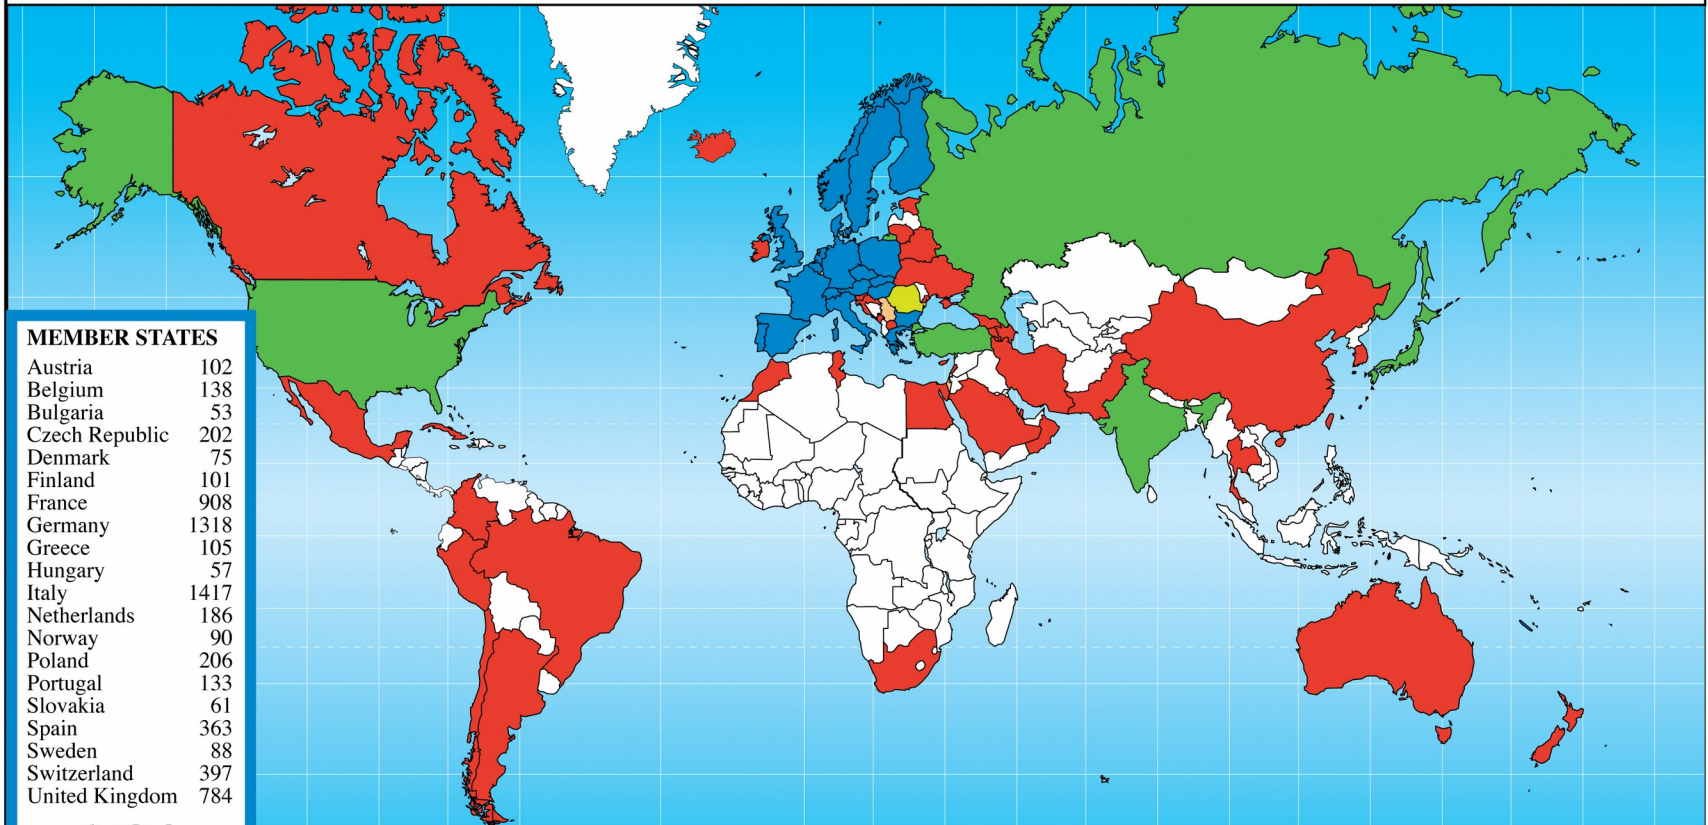 MEMBER STATES
Austria 102
Belgium 138
Bulgaria 53
Czech Republic 202
Denmark 75
Finland 101
France 908
Germany 1318
Greece 105
Hungary 57
Italy 1417
Netherlands 186
Norway 90
Poland 206
Portugal 133
Slovakia 61
Spain 363
Sweden 88
Switzerland 397
United Kingdom 784